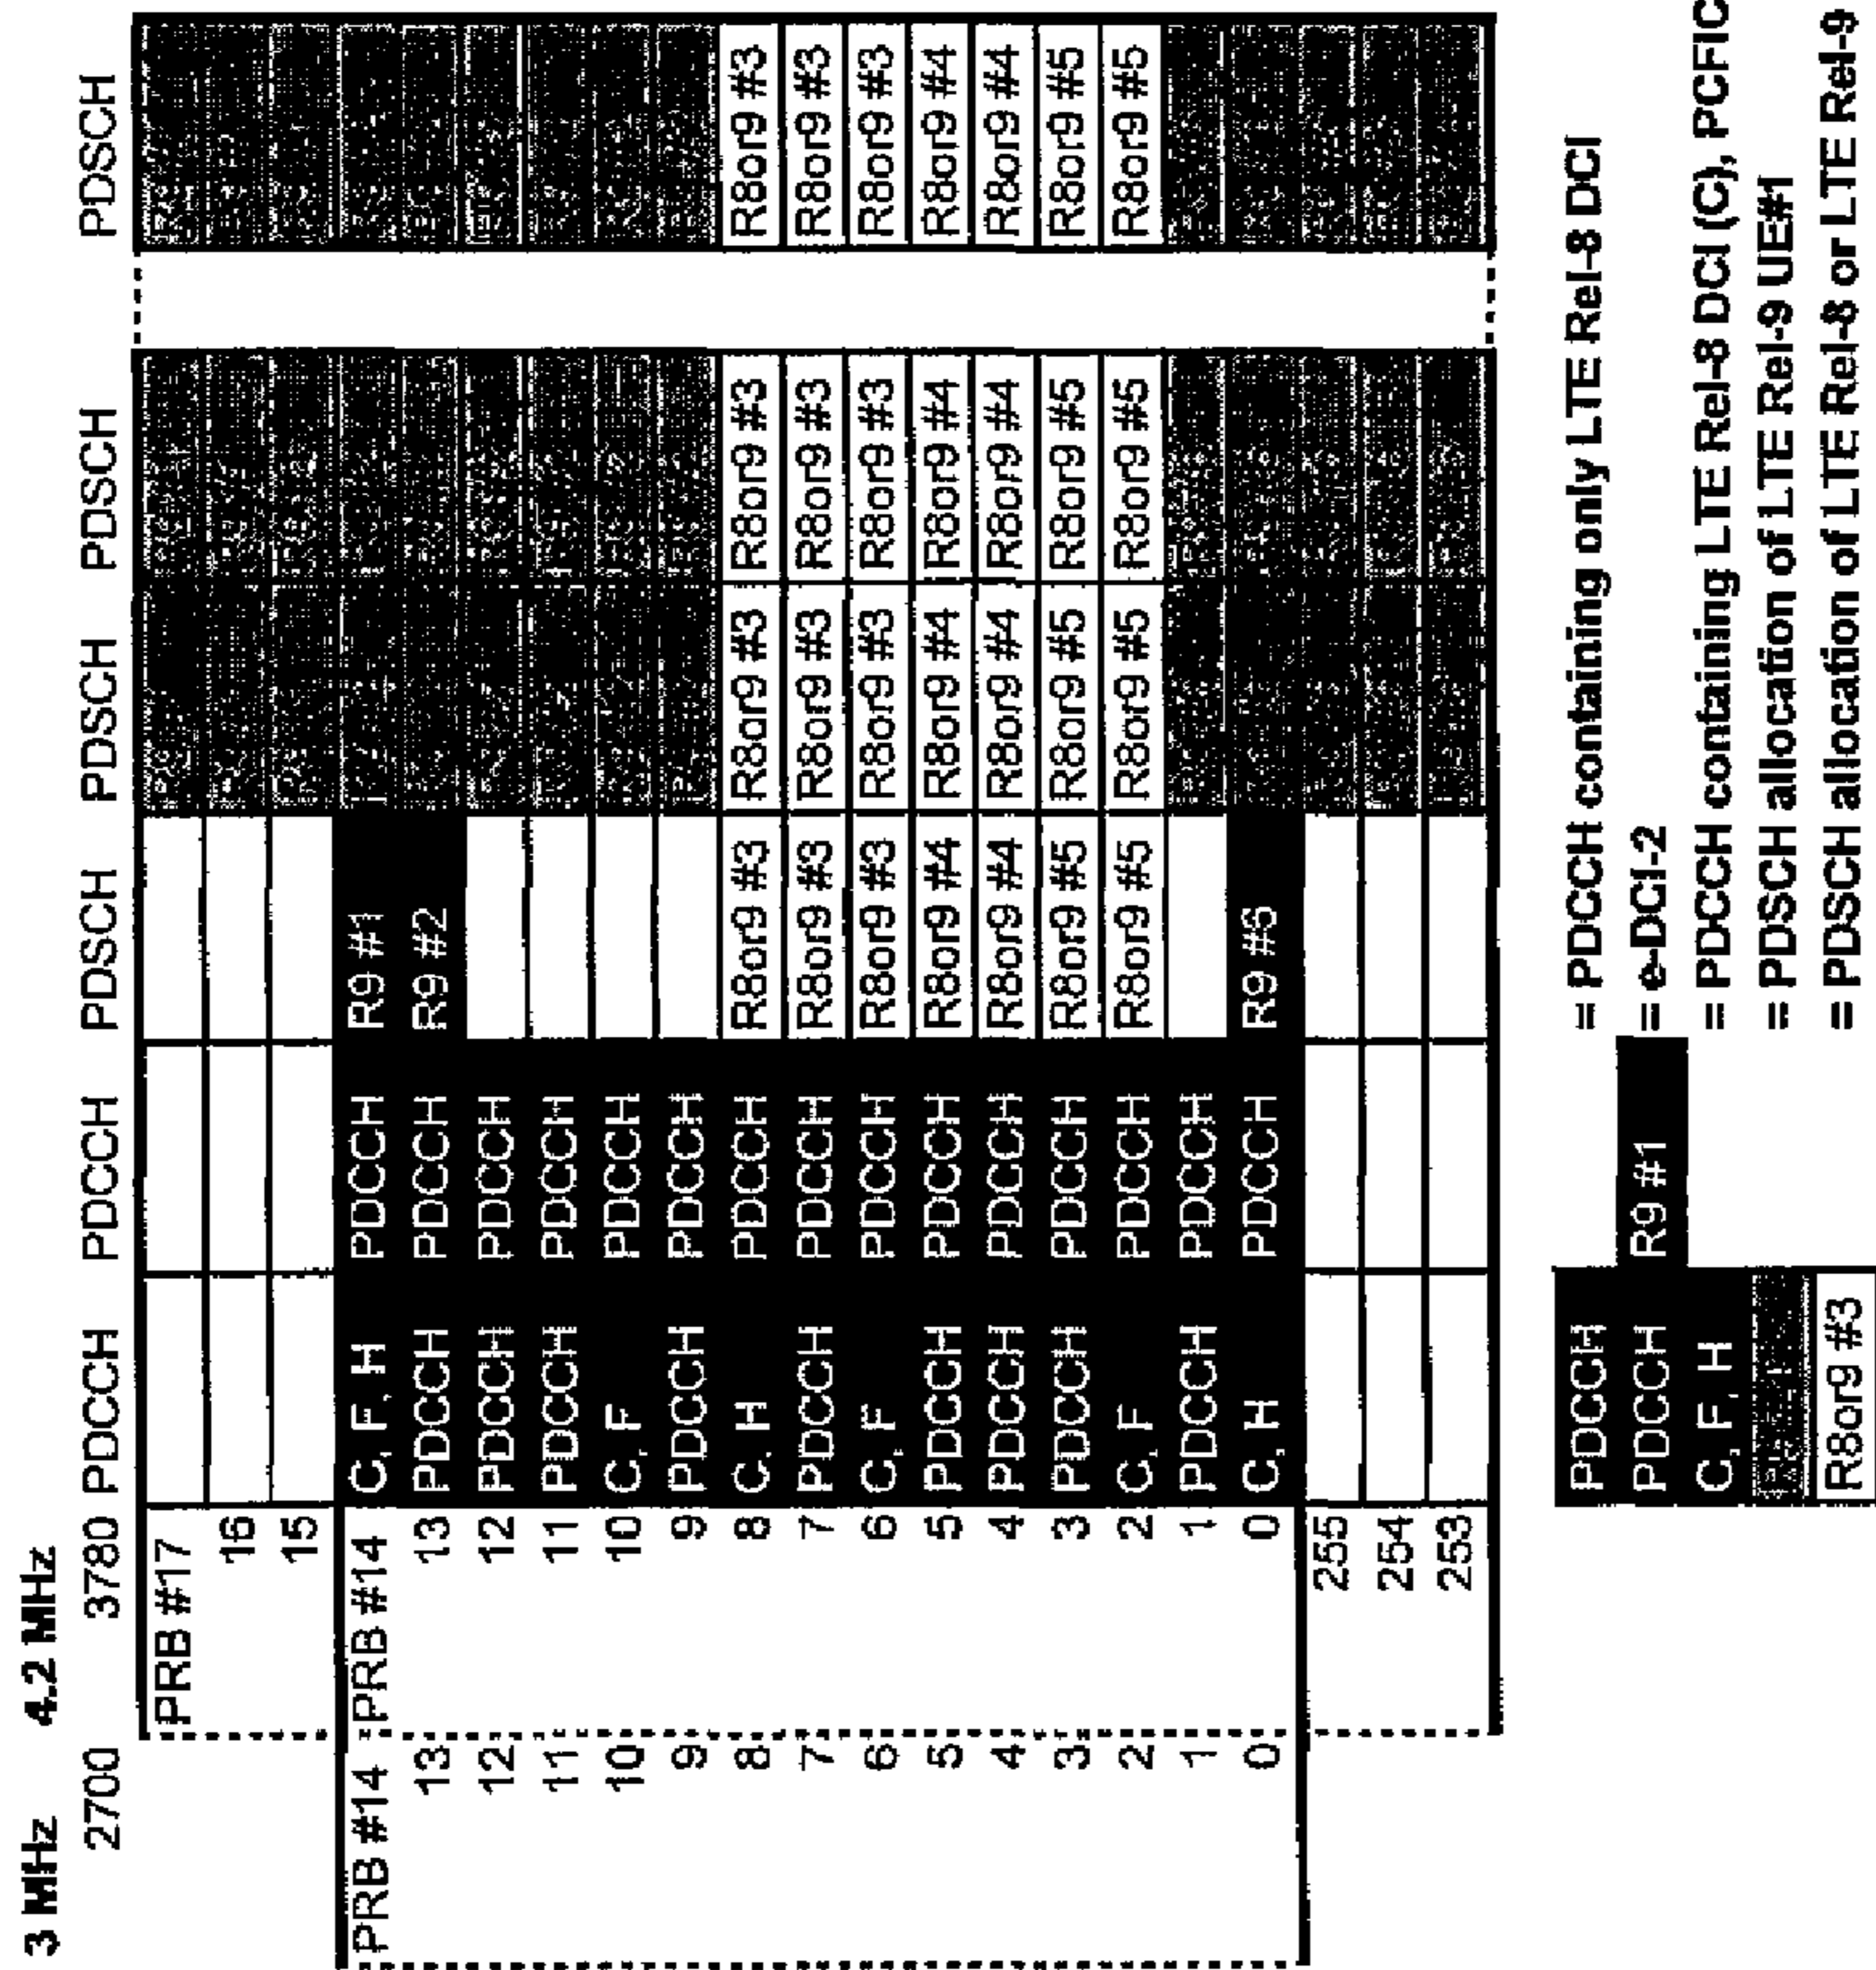 3 MHz 4.2 MHz
2700 3780 PDCCH PDCCH PDSCH PDSCH PDSCH PDSCH
PRB #17
16
15
PRB #14 PRB #14 C, F, H PDCCH R9 #1
13 13 PDCCH PDCCH R9 #2
12 12 PDCCH PDCCH
11 11 PDCCH PDCCH
10 10 C, F PDCCH
9 9 PDCCH PDCCH
8 8 C, H PDCCH R8or9 #3 R8or9 #3 R8or9 #3 R8or9 #3
7 7 PDCCH PDCCH R8or9 #3 R8or9 #3 R8or9 #3 R8or9 #3
6 6 C, F PDCCH R8or9 #3 R8or9 #3 R8or9 #3 R8or9 #3
5 5 PDCCH PDCCH R8or9 #4 R8or9 #4 R8or9 #4 R8or9 #4
4 4 PDCCH PDCCH R8or9 #4 R8or9 #4 R8or9 #4 R8or9 #4
3 3 PDCCH PDCCH R8or9 #5 R8or9 #5 R8or9 #5 R8or9 #5
2 2 C, F PDCCH R8or9 #5 R8or9 #5 R8or9 #5 R8or9 #5
1 1 PDCCH PDCCH
0 0 C, H PDCCH R9 #5
255
254
253
PDCCH = PDCCH containing only LTE Rel-8 DCI
PDCCH R9 #1 = e-DCI-2
C, F, H = PDCCH containing LTE Rel-8 DCI (C), PCFIC
= PDSCH allocation of LTE Rel-9 UE#1
R8or9 #3 = PDSCH allocation of LTE Rel-8 or LTE Rel-9